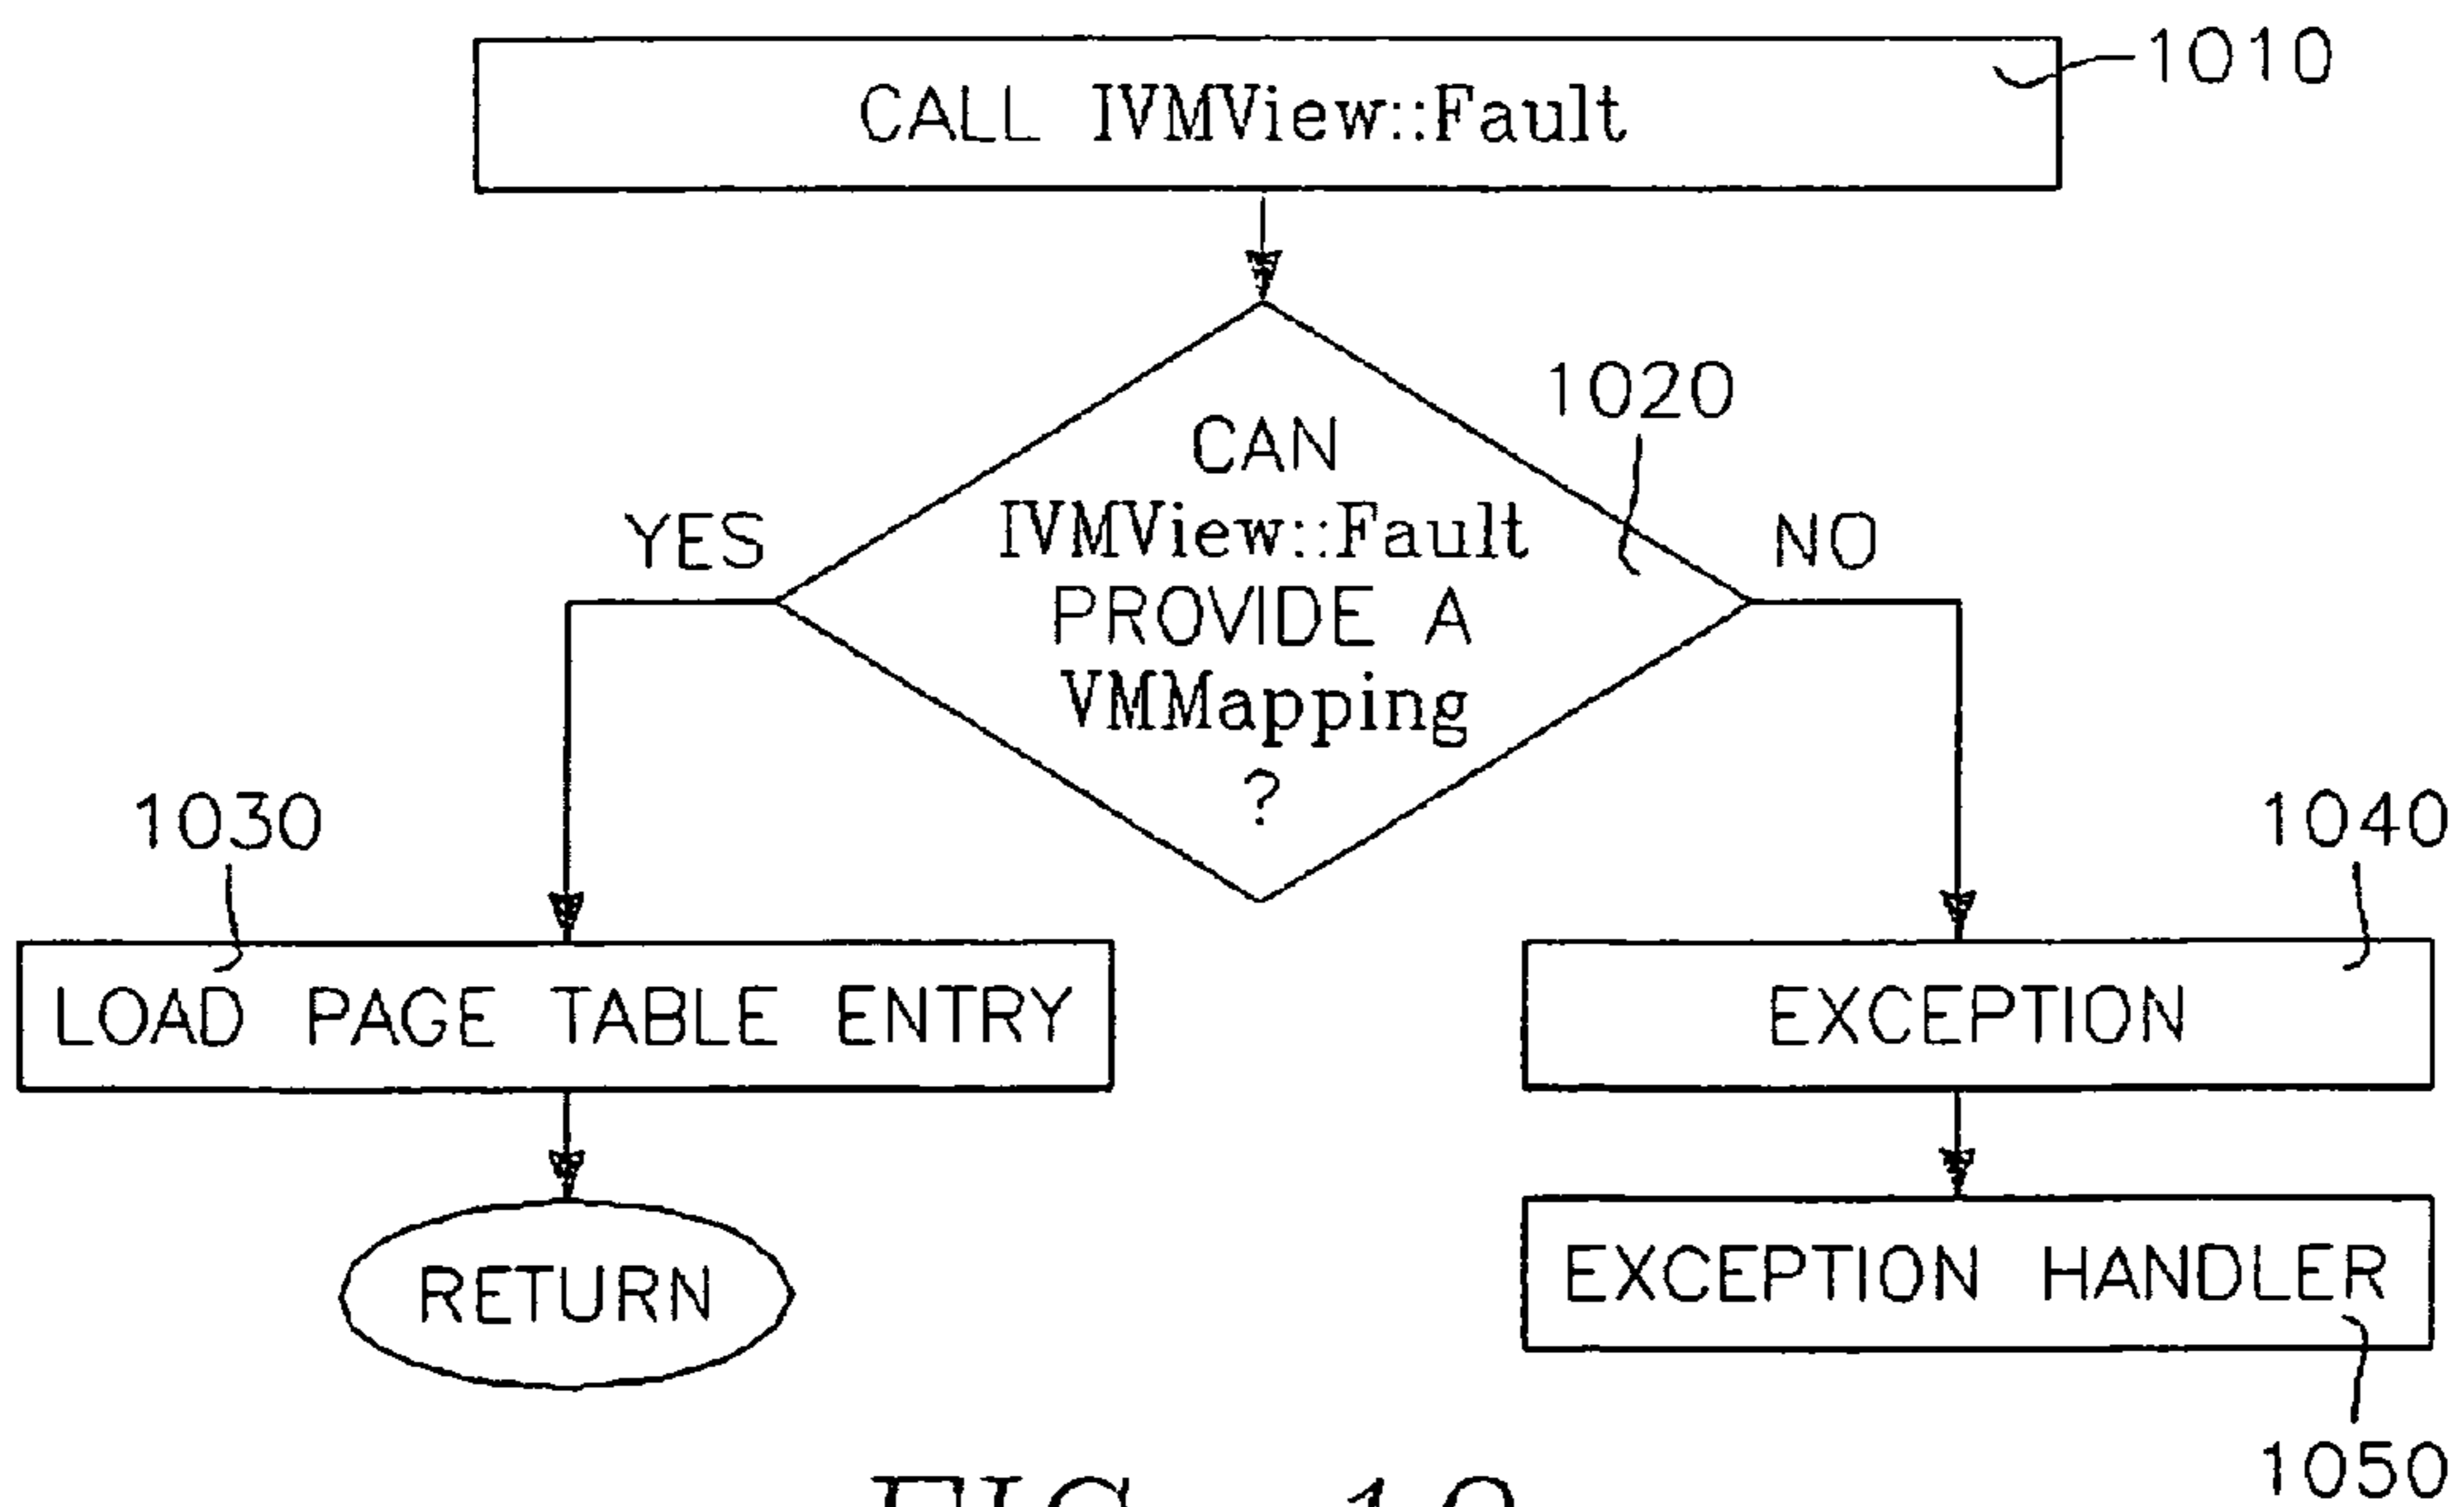 1010
CALL IVMView::Fault
1020
CAN
IVMView::Fault
PROVIDE A
VMMapping
?
YES
NO
1030
1040
LOAD PAGE TABLE ENTRY
EXCEPTION
RETURN
EXCEPTION HANDLER
1050